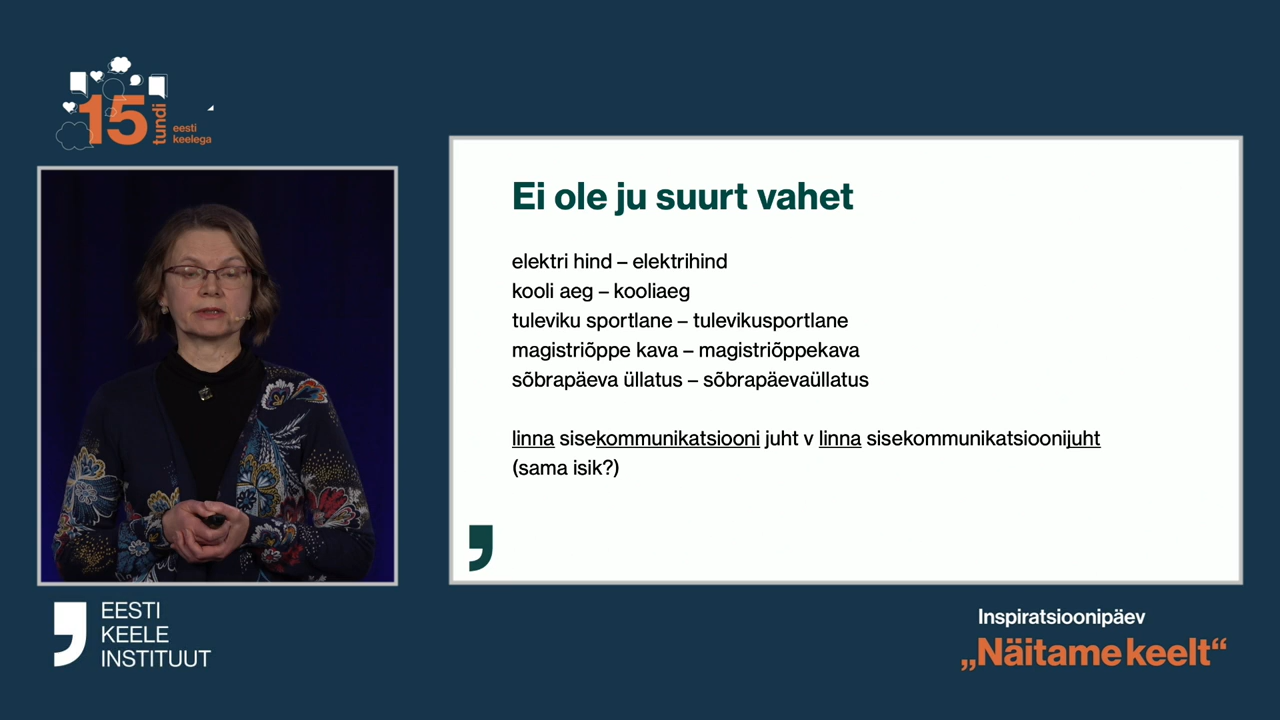 15
tundi
eesti
keelega
Ei ole ju suurt vahet
elektri hind – elektrihind
kooli aeg – kooliaeg
tuleviku sportlane – tulevikusportlane
magistriõppe kava – magistriõppekava
sõbrapäeva üllatus – sõbrapäevaüllatus
linna sisekommunikatsiooni juht v linna sisekommunikatsioonijuht
(sama isik?)
EESTI
KEELE
INSTITUUT
Inspiratsioonipäev
„Näitame keelt“